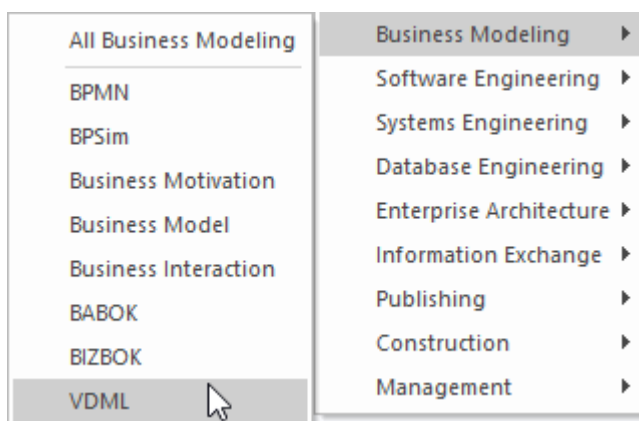 All Business Modeling
BPMN
BPSim
Business Motivation
Business Model
Business Interaction
BABOK
BIZBOK
VDML
Business Modeling
Software Engineering
Systems Engineering
Database Engineering
Enterprise Architecture
Information Exchange
Publishing
Construction
Management